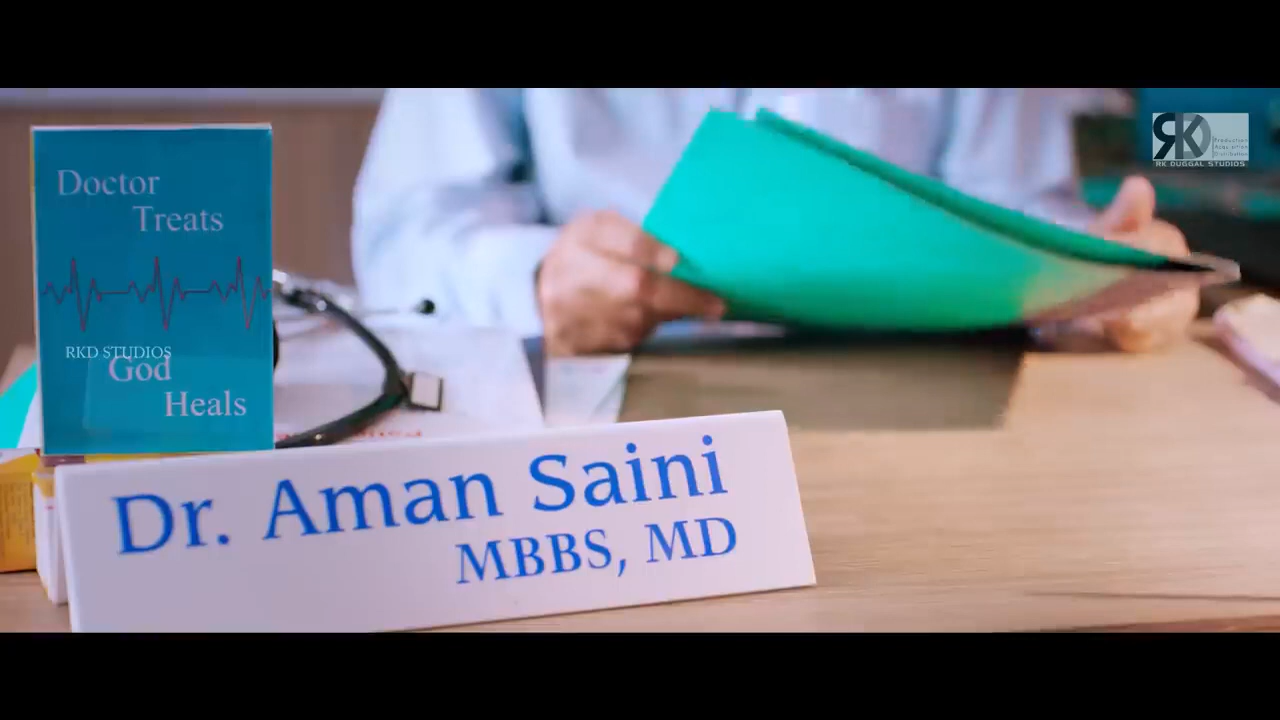 Doctor
Treats
RKD STUDIOS
God
Heals
Dr. Aman Saini
MBBS, MD
RK
RK DUGGAL STUDIOS